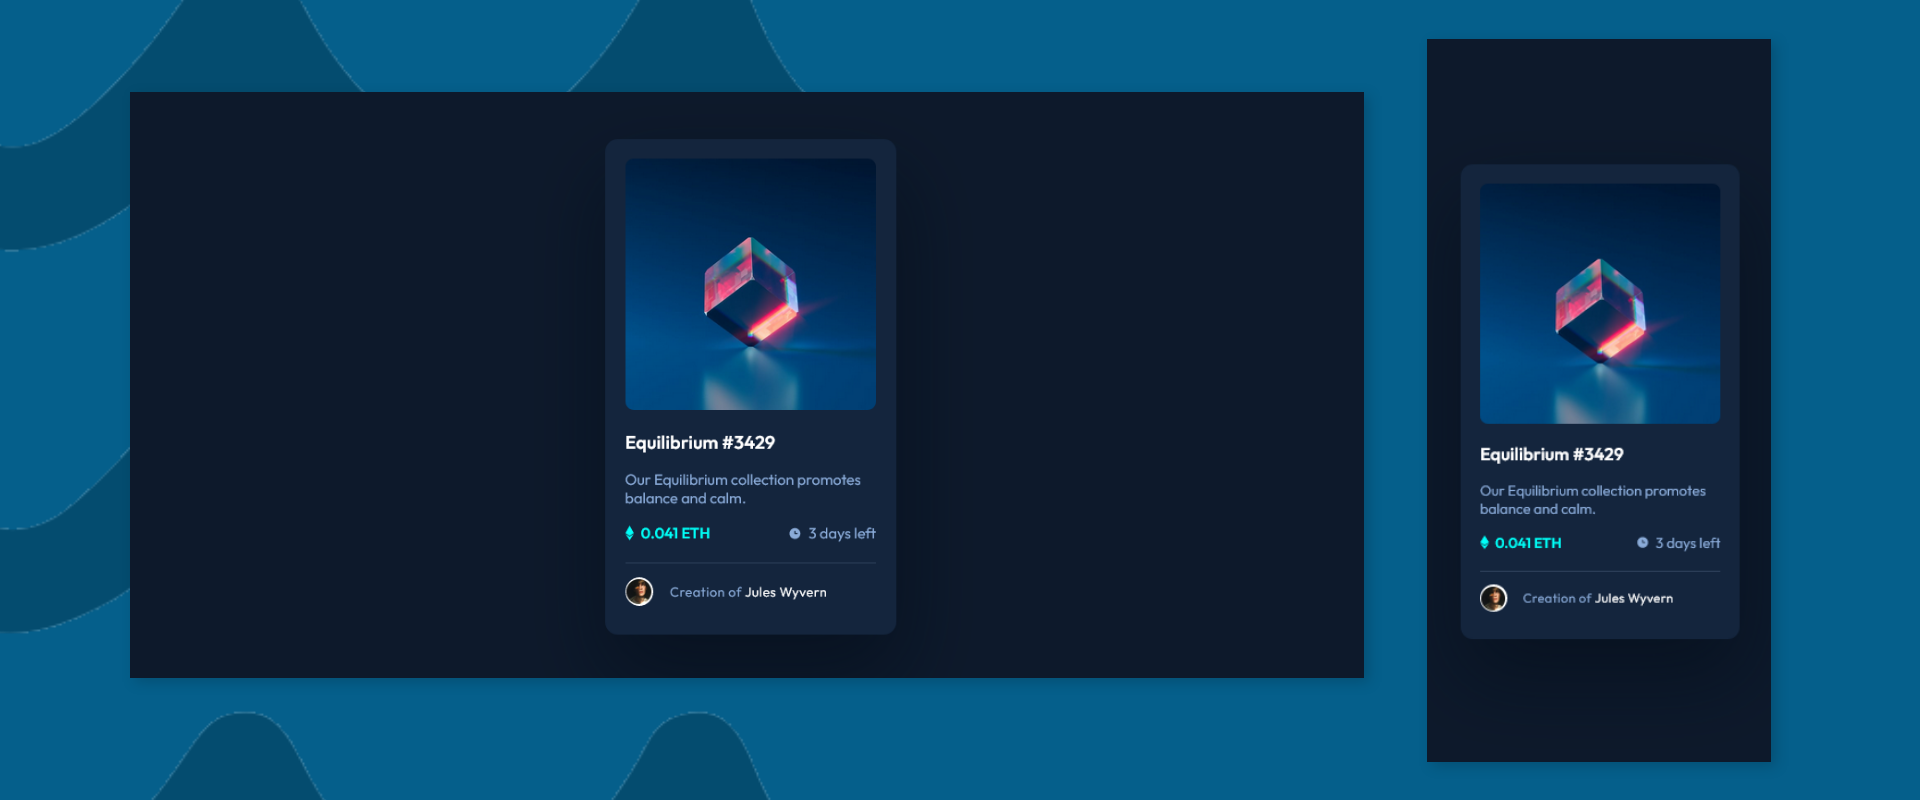 Equilibrium #3429
Our Equilibrium collection promotes
balance and calm.
0.041 ETH
3 days left
Creation of Jules Wyvern
Equilibrium #3429
Our Equilibrium collection promotes
balance and calm.
0.041 ETH
3 days left
Creation of Jules Wyvern